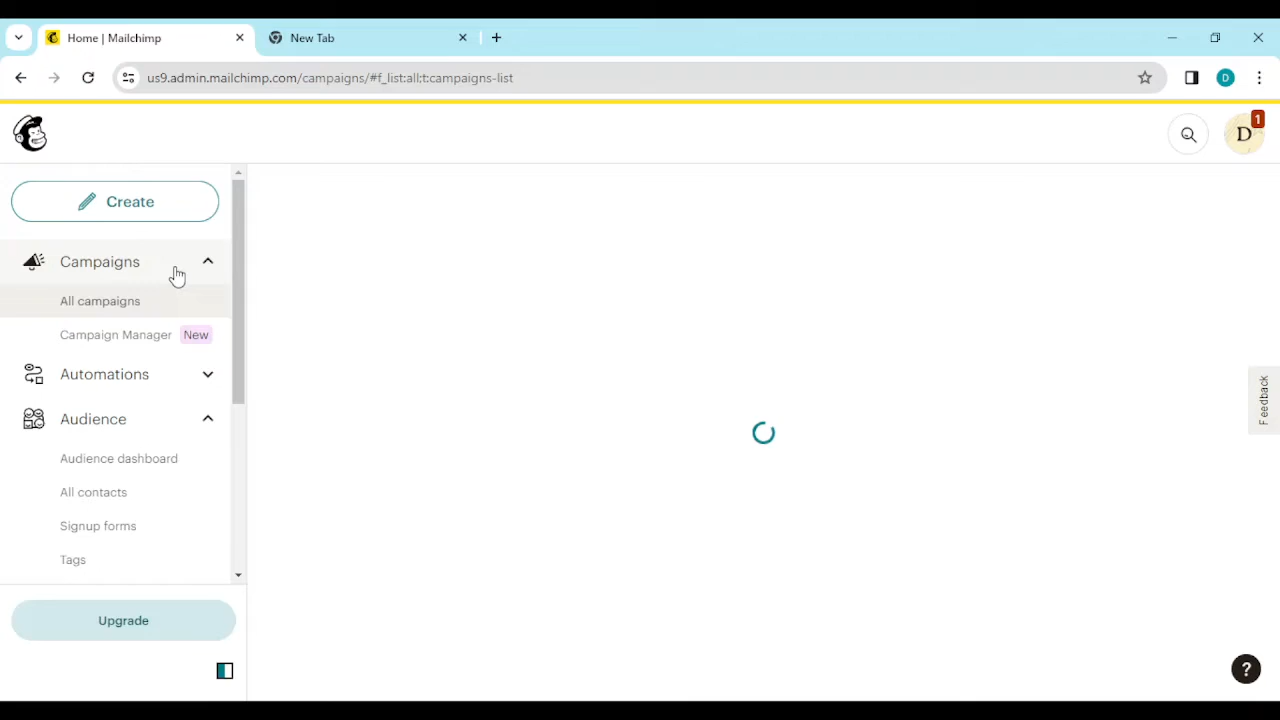 Home | Mailchimp
New Tab
us9.admin.mailchimp.com/campaigns/#f_list:all;t:campaigns-list
D
D
1
Create
Campaigns
All campaigns
Campaign Manager New
Automations
Audience
Audience dashboard
All contacts
Signup forms
Tags
Upgrade
Feedback
?